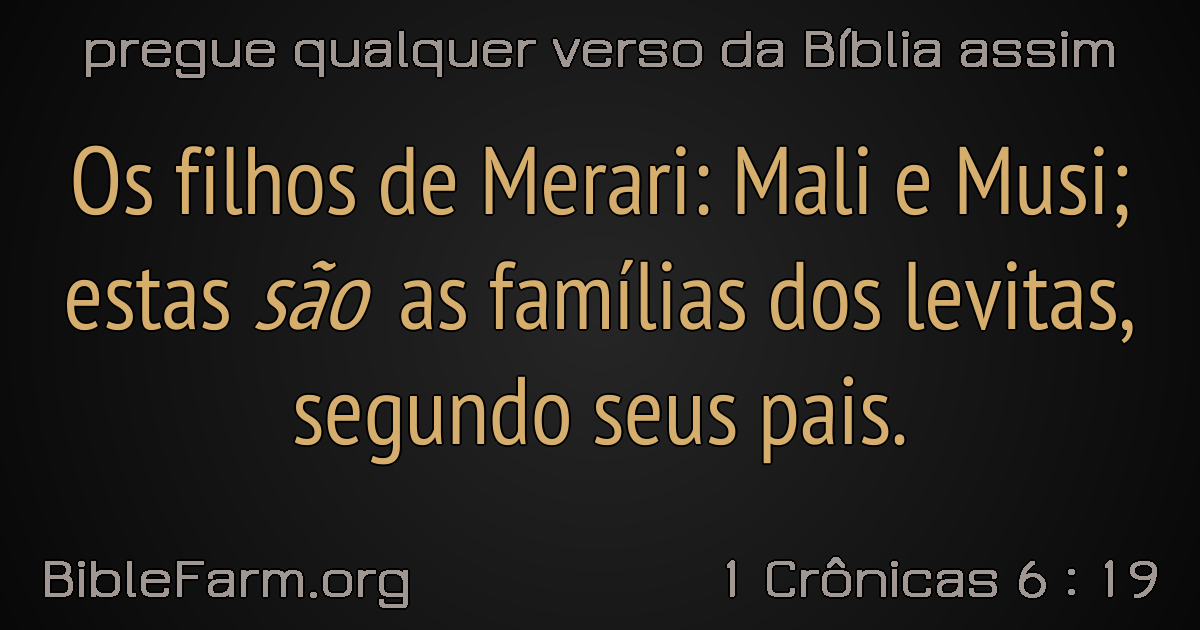 pregue qualquer verso da Bíblia assim
Os filhos de Merari: Mali e Musi;
estas são as famílias dos levitas,
segundo seus pais.
BibleFarm.org
1 Crônicas 6 : 19